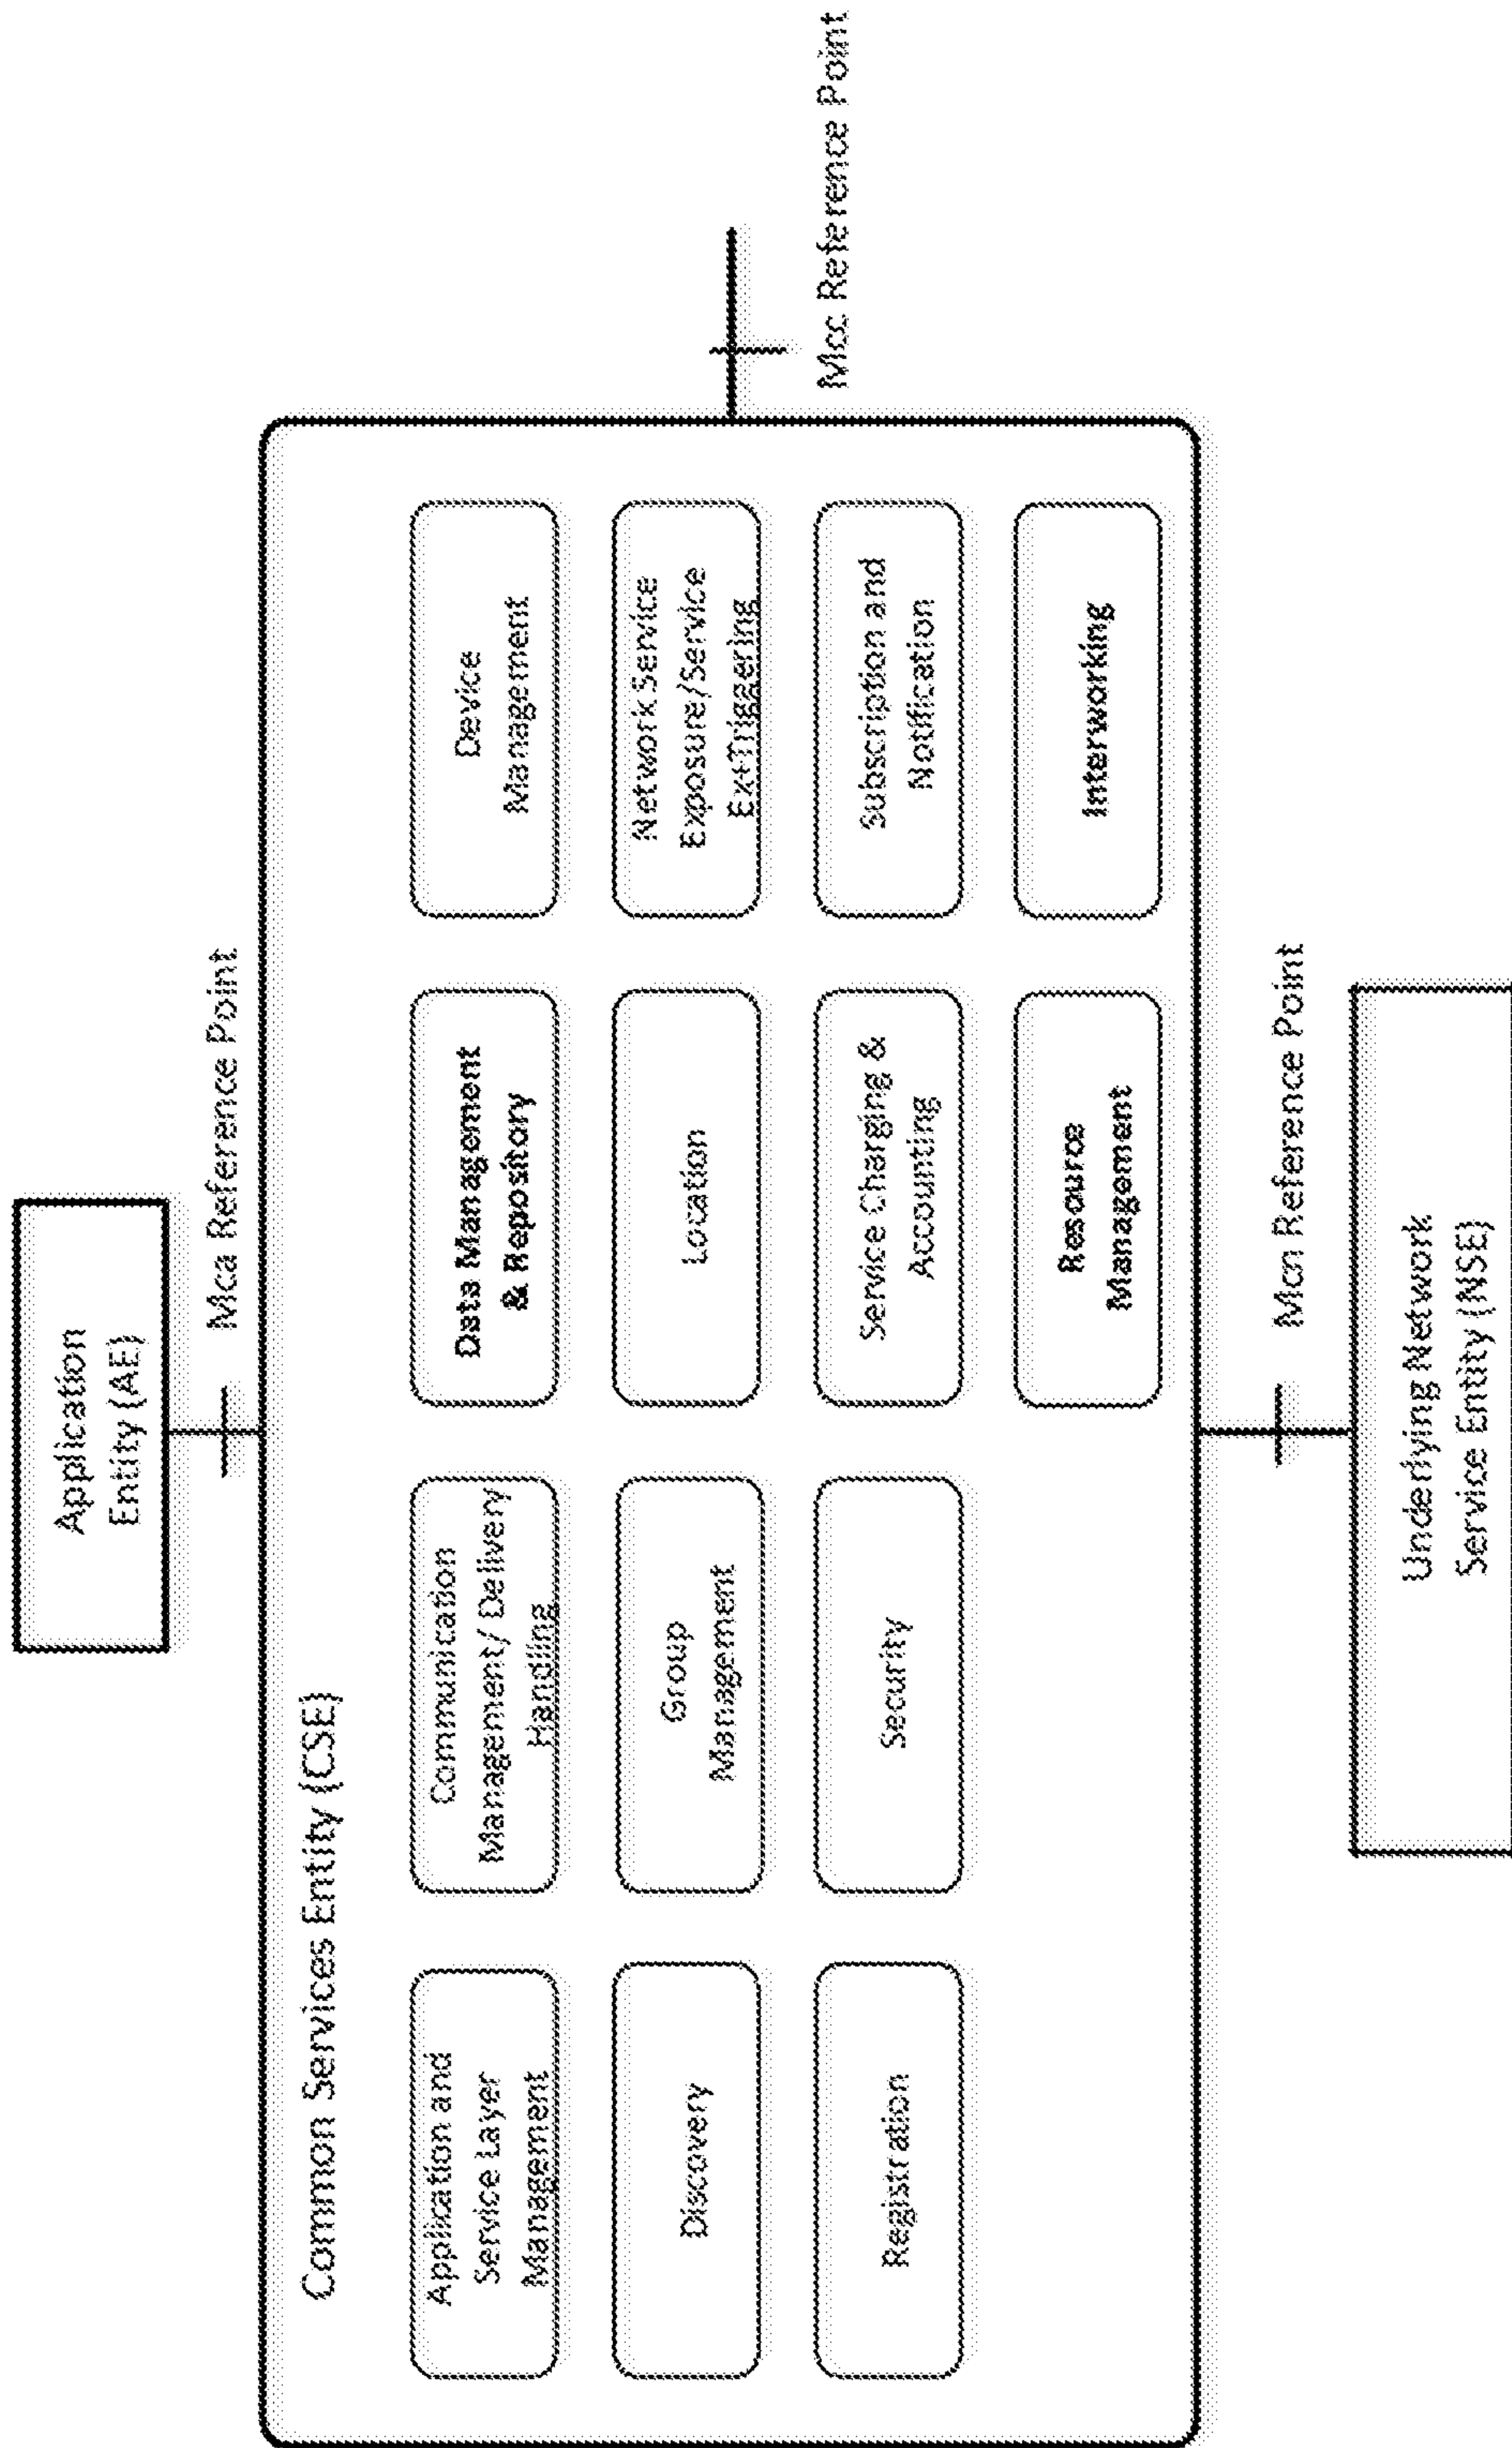 Application
Entity (AE)
Mca Reference Point
Common Services Entity (CSE)
Application and
Service Layer
Management
Communication
Management/ Delivery
Handling
Data Management
& Repository
Device
Management
Discovery
Group
Management
Location
Network Service
Exposure/Service
Ex+Triggering
Registration
Security
Service Charging &
Accounting
Subscription and
Notification
Resource
Management
Interworking
Mcc Reference Point
Mcn Reference Point
Underlying Network
Service Entity (NSE)